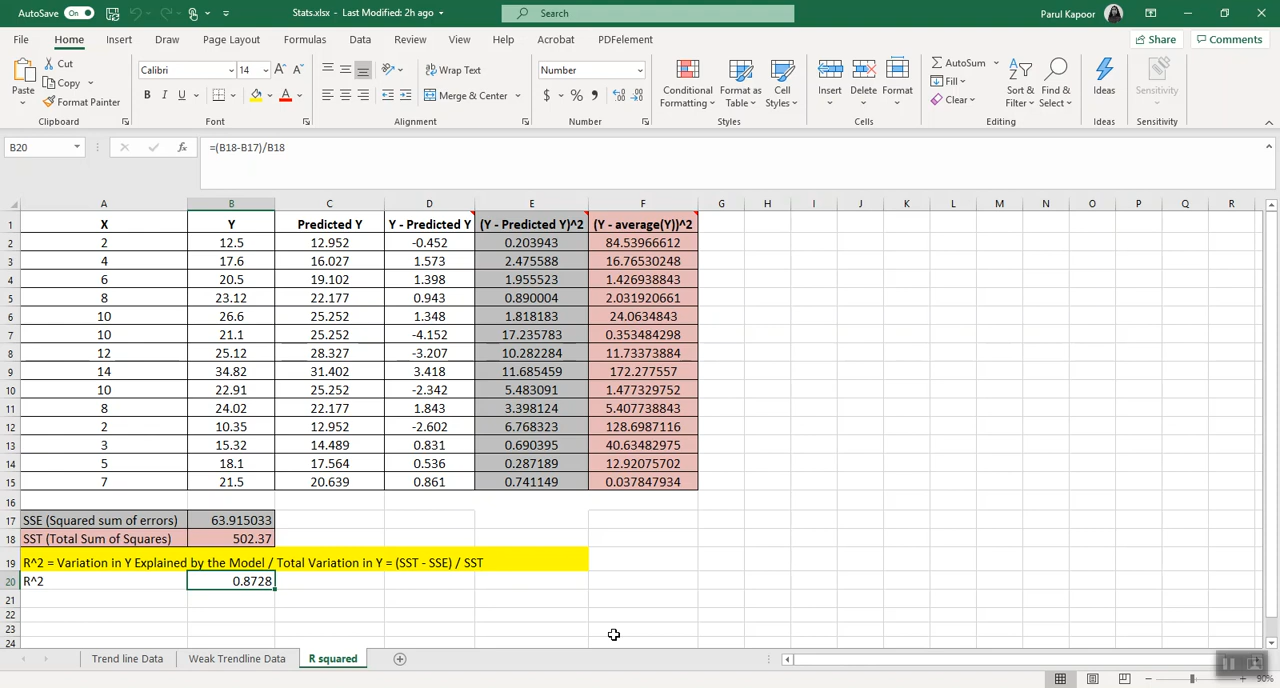 AutoSave On Stats.xlsx - Last Modified: 2h ago Search Parul Kapoor
File Home Insert Draw Page Layout Formulas Data Review View Help Acrobat PDFelement Share Comments
Paste Cut Copy Format Painter Clipboard
Calibri 14 A A B I U A Font
Wrap Text Merge & Center Alignment
Number $ % Number
Conditional Formatting Format as Table Cell Styles Styles
Insert Delete Format Cells
AutoSum Fill Clear Sort & Filter Find & Select Editing
Ideas Ideas
Sensitivity Sensitivity
B20 fx =(B18-B17)/B18
A B C D E F G H I J K L M N O P Q R
1 X Y Predicted Y Y - Predicted Y (Y - Predicted Y)^2 (Y - average(Y))^2
2 2 12.5 12.952 -0.452 0.203943 84.53966612
3 4 17.6 16.027 1.573 2.475588 16.76530248
4 6 20.5 19.102 1.398 1.955523 1.426938843
5 8 23.12 22.177 0.943 0.890004 2.031920661
6 10 26.6 25.252 1.348 1.818183 24.0634843
7 10 21.1 25.252 -4.152 17.235783 0.353484298
8 12 25.12 28.327 -3.207 10.282284 11.73373884
9 14 34.82 31.402 3.418 11.685459 172.277557
10 10 22.91 25.252 -2.342 5.483091 1.477329752
11 8 24.02 22.177 1.843 3.398124 5.407738843
12 2 10.35 12.952 -2.602 6.768323 128.6987116
13 3 15.32 14.489 0.831 0.690395 40.63482975
14 5 18.1 17.564 0.536 0.287189 12.92075702
15 7 21.5 20.639 0.861 0.741149 0.037847934
16
17 SSE (Squared sum of errors) 63.915033
18 SST (Total Sum of Squares) 502.37
19 R^2 = Variation in Y Explained by the Model / Total Variation in Y = (SST - SSE) / SST
20 R^2 0.8728
21
22
23
24
Trend line Data Weak Trendline Data R squared
90%